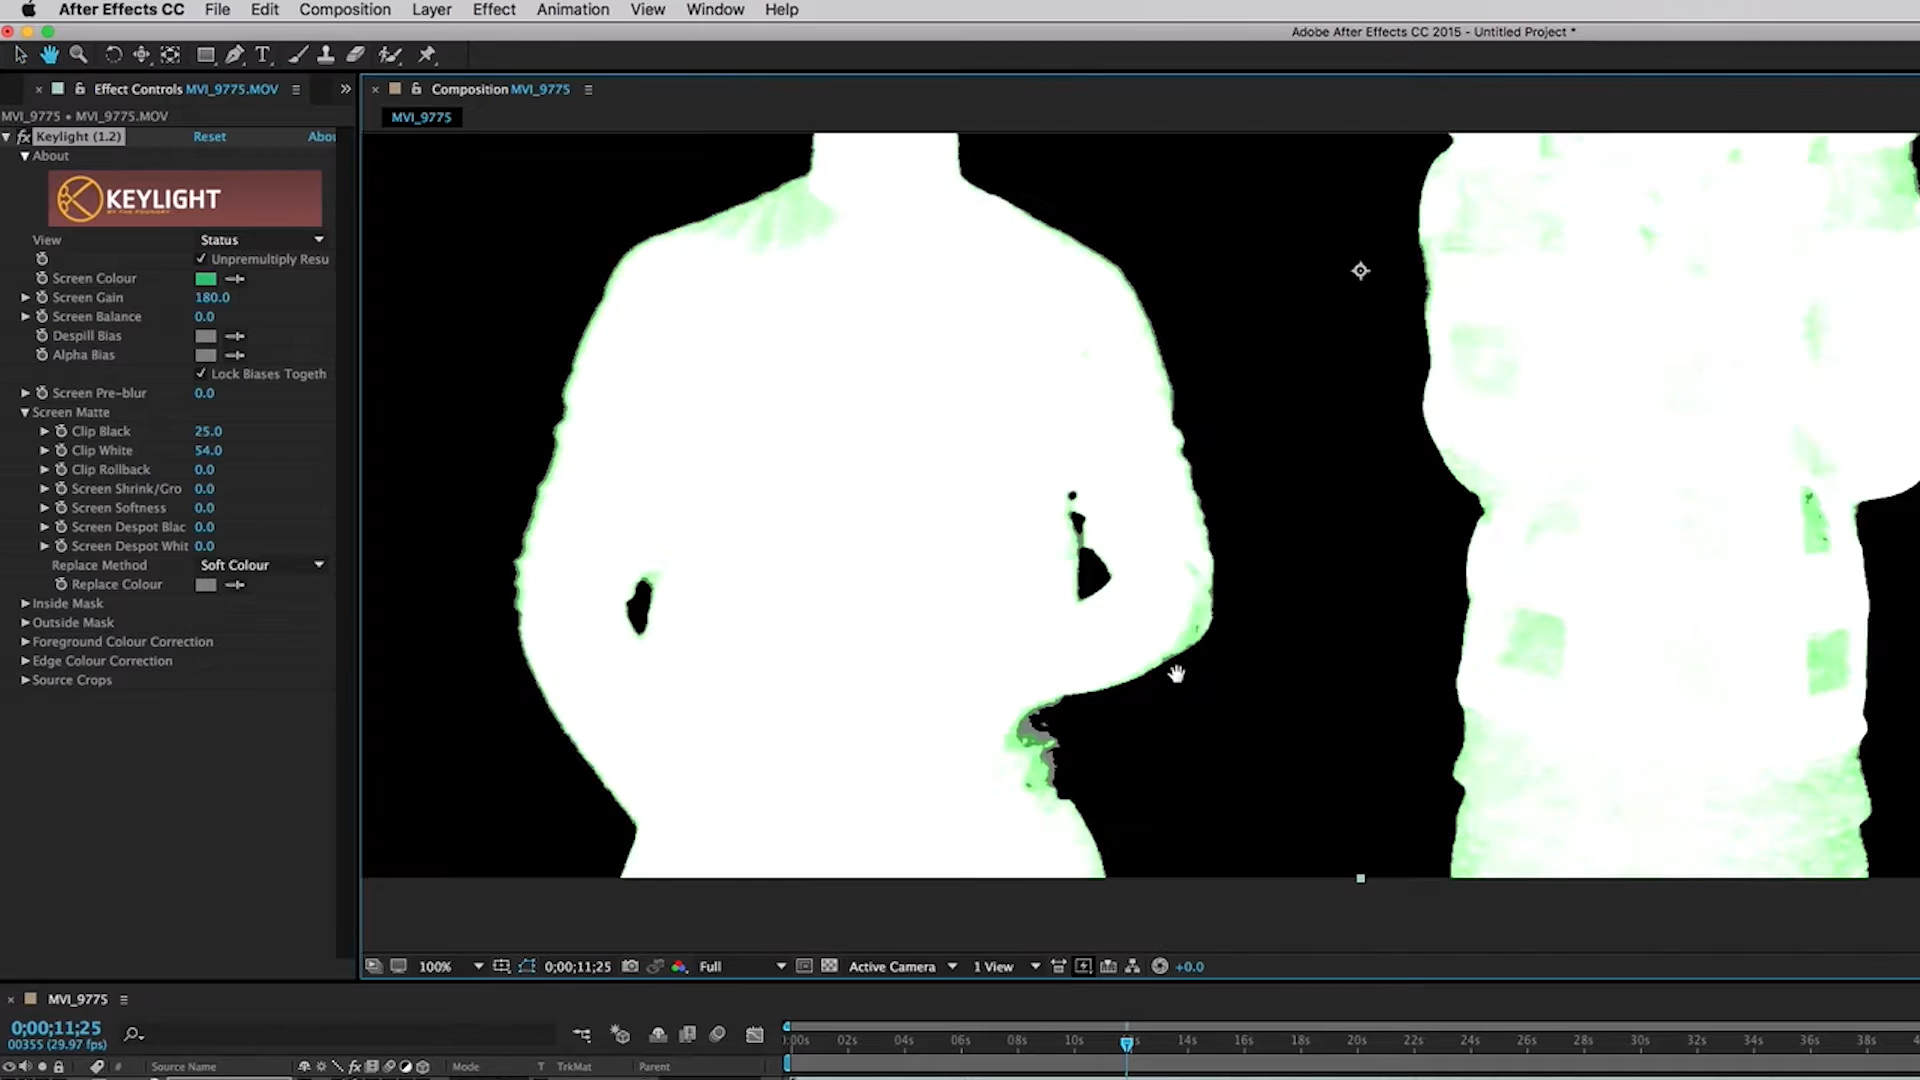 After Effects CC File Edit Composition Layer Effect Animation View Window Help
Adobe After Effects CC 2015 - Untitled Project *
T
Effect Controls MVI_9775.MOV
Composition MVI_9775
MVI_9775 • MVI_9775.MOV
MVI_9775
fx Keylight (1.2) Reset Abou
About
KEYLIGHT
BY THE FOUNDRY
View Status
Unpremultiply Resu
Screen Colour
Screen Gain 180.0
Screen Balance 0.0
Despill Bias
Alpha Bias
Lock Biases Togeth
Screen Pre-blur 0.0
Screen Matte
Clip Black 25.0
Clip White 54.0
Clip Rollback 0.0
Screen Shrink/Gro 0.0
Screen Softness 0.0
Screen Despot Blac 0.0
Screen Despot Whit 0.0
Replace Method Soft Colour
Replace Colour
Inside Mask
Outside Mask
Foreground Colour Correction
Edge Colour Correction
Source Crops
100% 0;00;11;25 Full Active Camera 1 View +0.0
MVI_9775
0;00;11;25
00355 (29.97 fps)
:00s 02s 04s 06s 08s 10s 14s 16s 18s 20s 22s 24s 26s 28s 30s 32s 34s 36s 38s
# Source Name fx Mode T TrkMat Parent